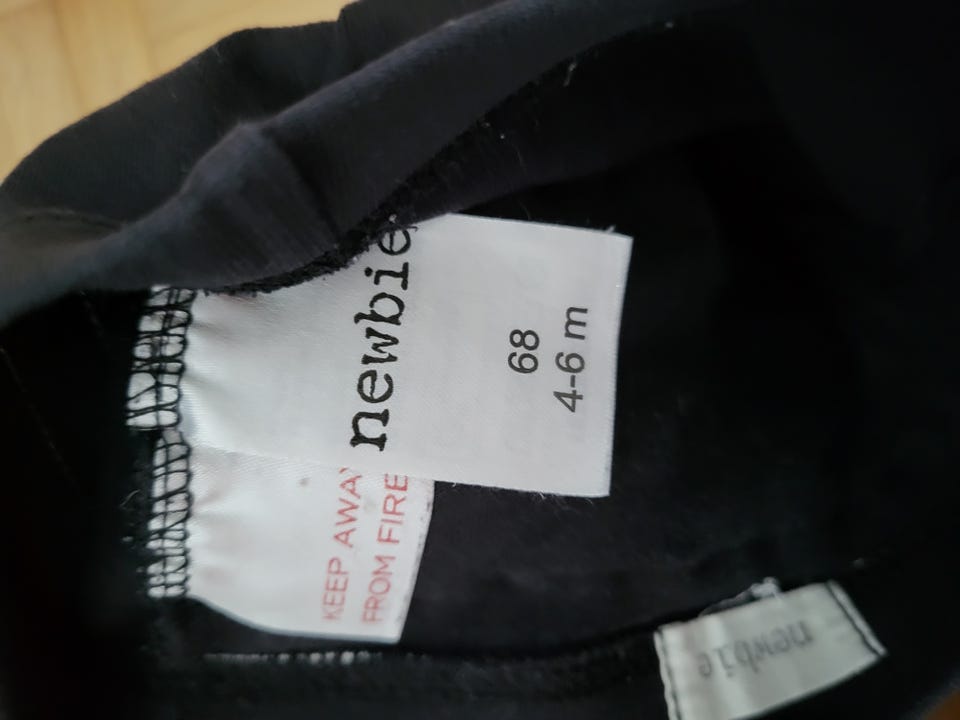 newbie
68
4-6 m
KEEP AWAY
FROM FIRE
newbie